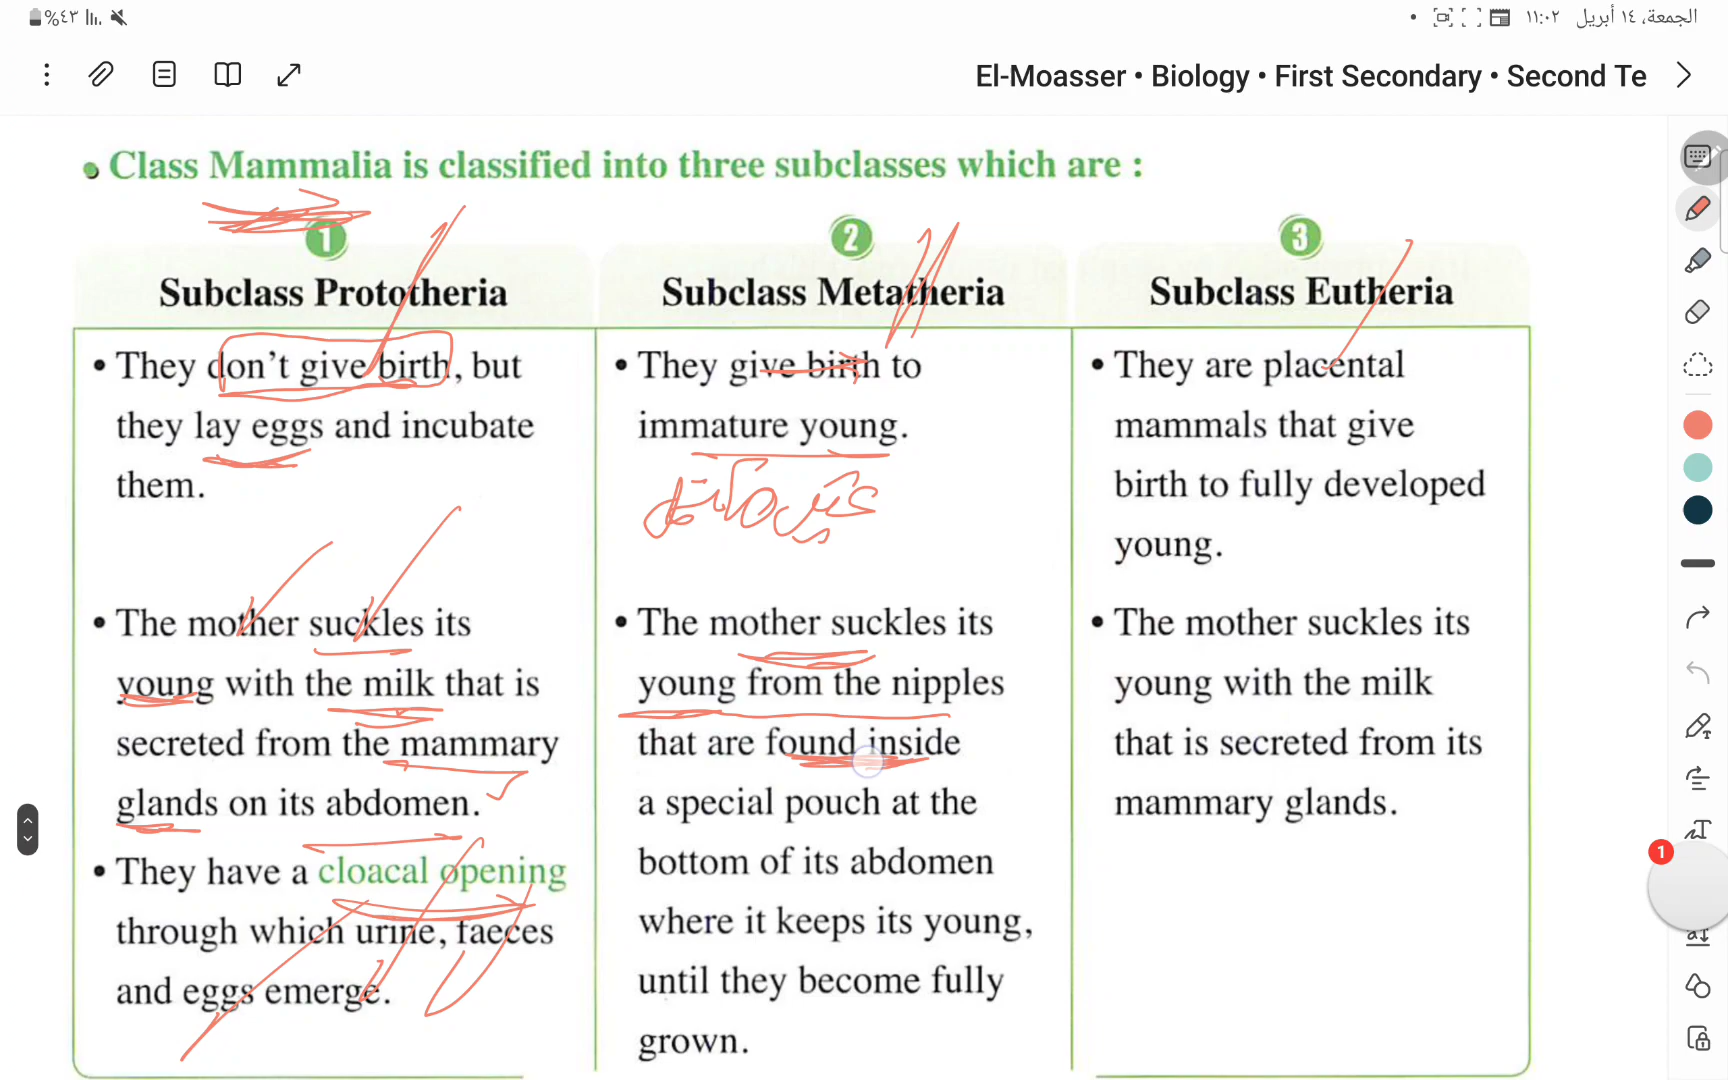 %٤٣
الجمعة، ١٤ أبريل ١١:٠٢
El-Moasser • Biology • First Secondary • Second Te
Class Mammalia is classified into three subclasses which are :
1
Subclass Prototheria
• They don't give birth, but
they lay eggs and incubate
them.
• The mother suckles its
young with the milk that is
secreted from the mammary
glands on its abdomen.
• They have a cloacal opening
through which urine, faeces
and eggs emerge.
2
Subclass Metatheria
• They give birth to
immature young.
• The mother suckles its
young from the nipples
that are found inside
a special pouch at the
bottom of its abdomen
where it keeps its young,
until they become fully
grown.
3
Subclass Eutheria
• They are placental
mammals that give
birth to fully developed
young.
• The mother suckles its
young with the milk
that is secreted from its
mammary glands.
1